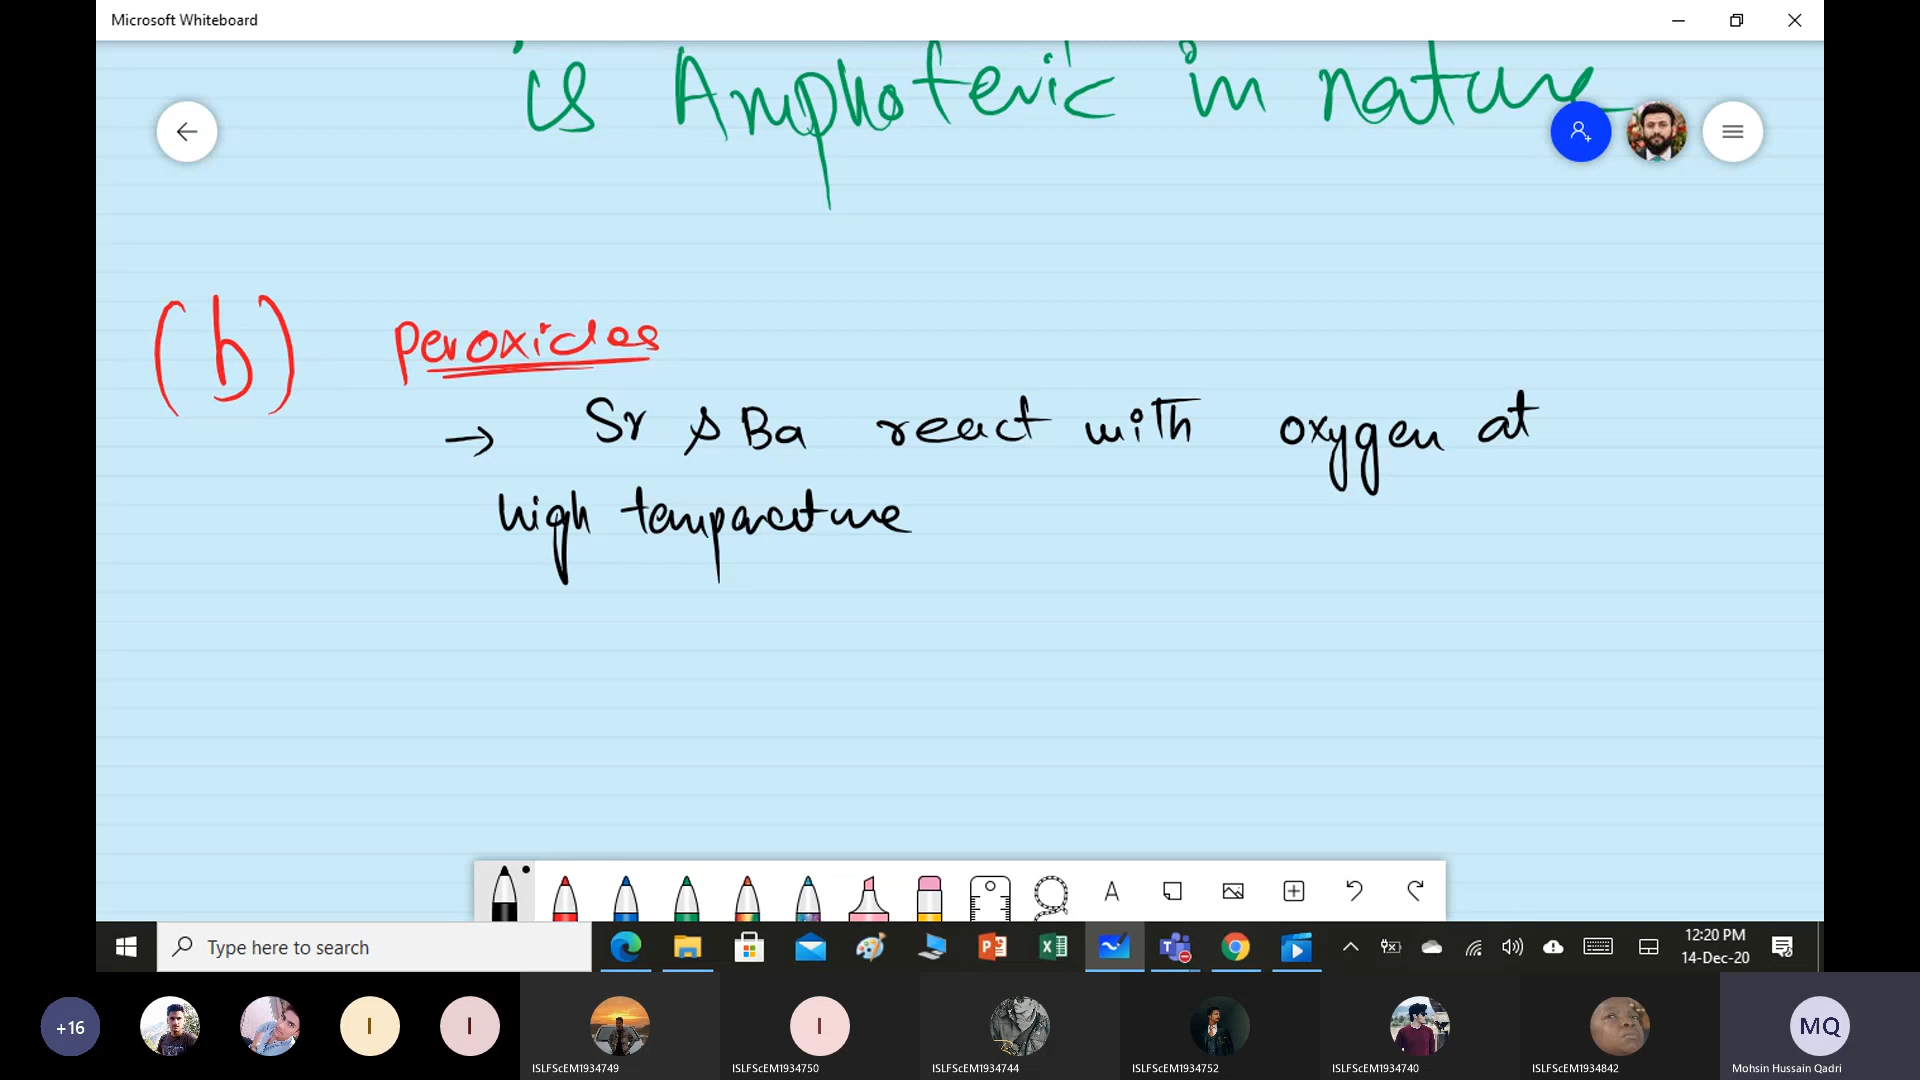 Microsoft Whiteboard
is Amphoteric in nature
(b) Peroxides
→ Sr & Ba react with oxygen at
high temparature
A
Type here to search
12:20 PM
14-Dec-20
+16
I
I
I
MQ
ISLFScEM1934749
ISLFScEM1934750
ISLFScEM1934744
ISLFScEM1934752
ISLFScEM1934740
ISLFScEM1934842
Mohsin Hussain Qadri